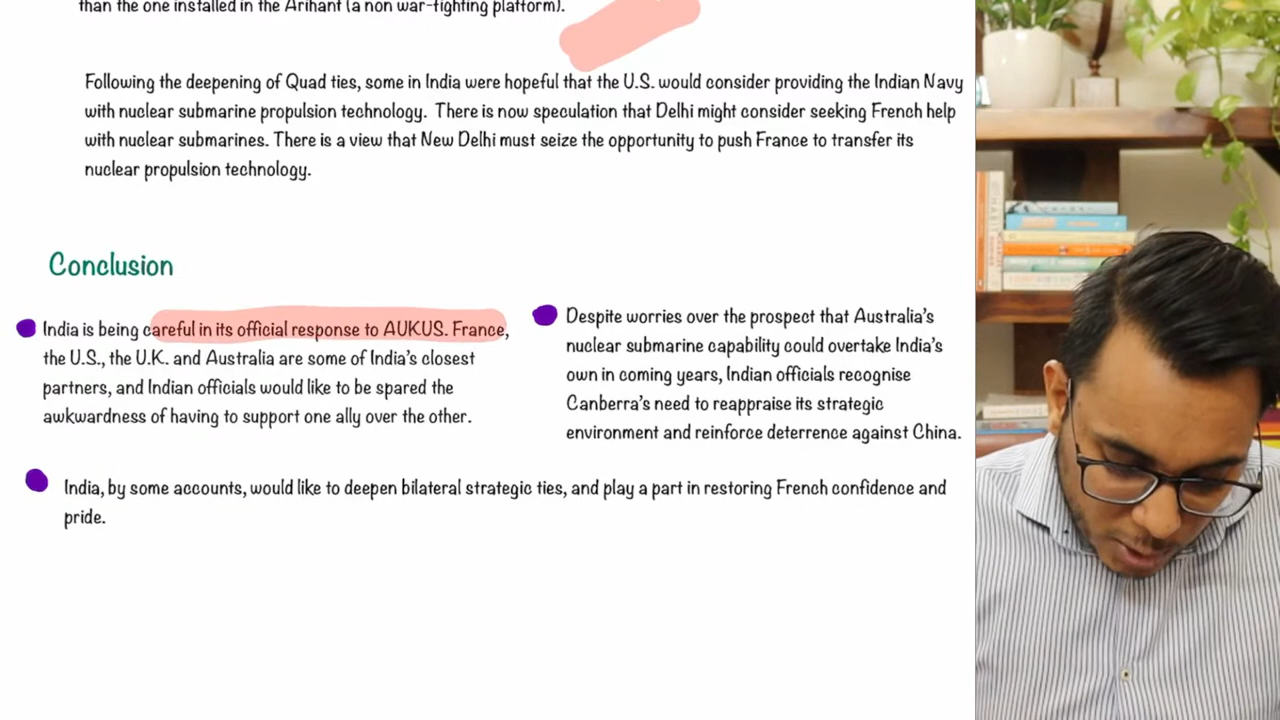 than the one installed in the Arihant (a non war-fighting platform).
Following the deepening of Quad ties, some in India were hopeful that the U.S. would consider providing the Indian Navy
with nuclear submarine propulsion technology. There is now speculation that Delhi might consider seeking French help
with nuclear submarines. There is a view that New Delhi must seize the opportunity to push France to transfer its
nuclear propulsion technology.
Conclusion
India is being careful in its official response to AUKUS. France,
the U.S., the U.K. and Australia are some of India's closest
partners, and Indian officials would like to be spared the
awkwardness of having to support one ally over the other.
Despite worries over the prospect that Australia's
nuclear submarine capability could overtake India's
own in coming years, Indian officials recognise
Canberra's need to reappraise its strategic
environment and reinforce deterrence against China.
India, by some accounts, would like to deepen bilateral strategic ties, and play a part in restoring French confidence and
pride.